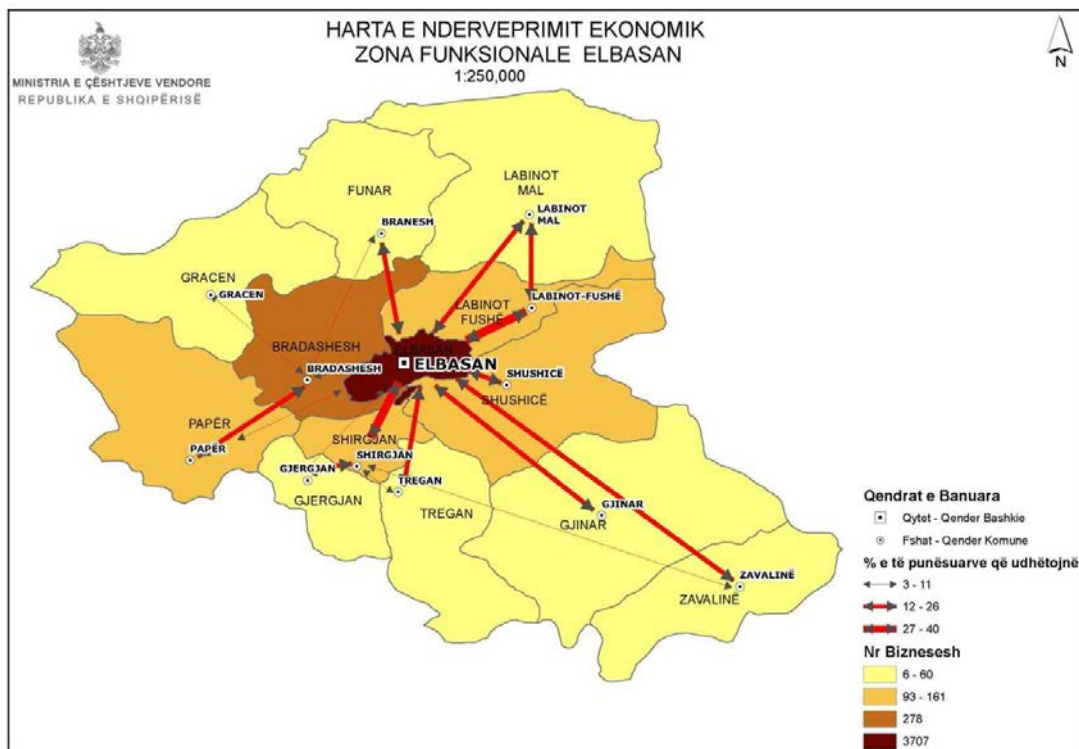 HARTA E NDERVEPRIMIT EKONOMIK
ZONA FUNKSIONALE ELBASAN
1:250,000
MINISTRIA E ÇËSHTJEVE VENDORE
REPUBLIKA E SHQIPËRISË
N
LABINOT
MAL
FUNAR
LABINOT
MAL
BRANESH
GRACEN
GRACEN
LABINOT-FUSHË
LABINOT
FUSHË
BRADASHESH
ELBASAN
ELBASAN
BRADASHESH
SHUSHICË
SHUSHICË
PAPËR
PAPËR
SHIRGJAN
SHIRGJAN
GJERGJAN
GJERGJAN
TREGAN
TREGAN
GJINAR
GJINAR
ZAVALINË
ZAVALINË
Qendrat e Banuara
Qytet - Qender Bashkie
Fshat - Qender Komune
% e të punësuarve që udhëtojnë
3 - 11
12 - 26
27 - 40
Nr Biznesesh
6 - 60
93 - 161
278
3707